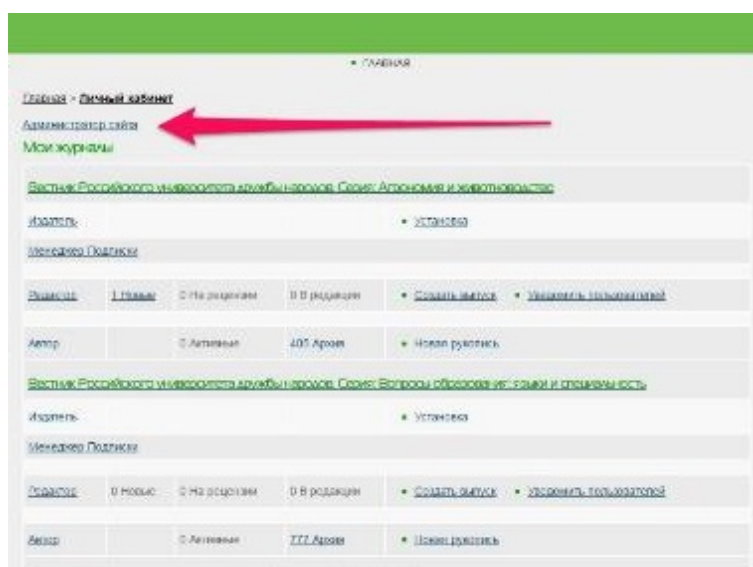 • ГЛАВНАЯ
Главная > Личный кабинет
Администратор сайта
Мои журналы
Вестник Российского университета дружбы народов. Серия: Агрономия и животноводство
Издатель • Установка
Менеджер Подписки
Редактор 1 Новые 0 На рецензии 0 В редакции • Создать выпуск • Уведомить пользователей
Автор 0 Активные 405 Архив • Новая рукопись
Вестник Российского университета дружбы народов. Серия: Вопросы образования: языки и специальность
Издатель • Установка
Менеджер Подписки
Редактор 0 Новые 0 На рецензии 0 В редакции • Создать выпуск • Уведомить пользователей
Автор 0 Активные 777 Архив • Новая рукопись